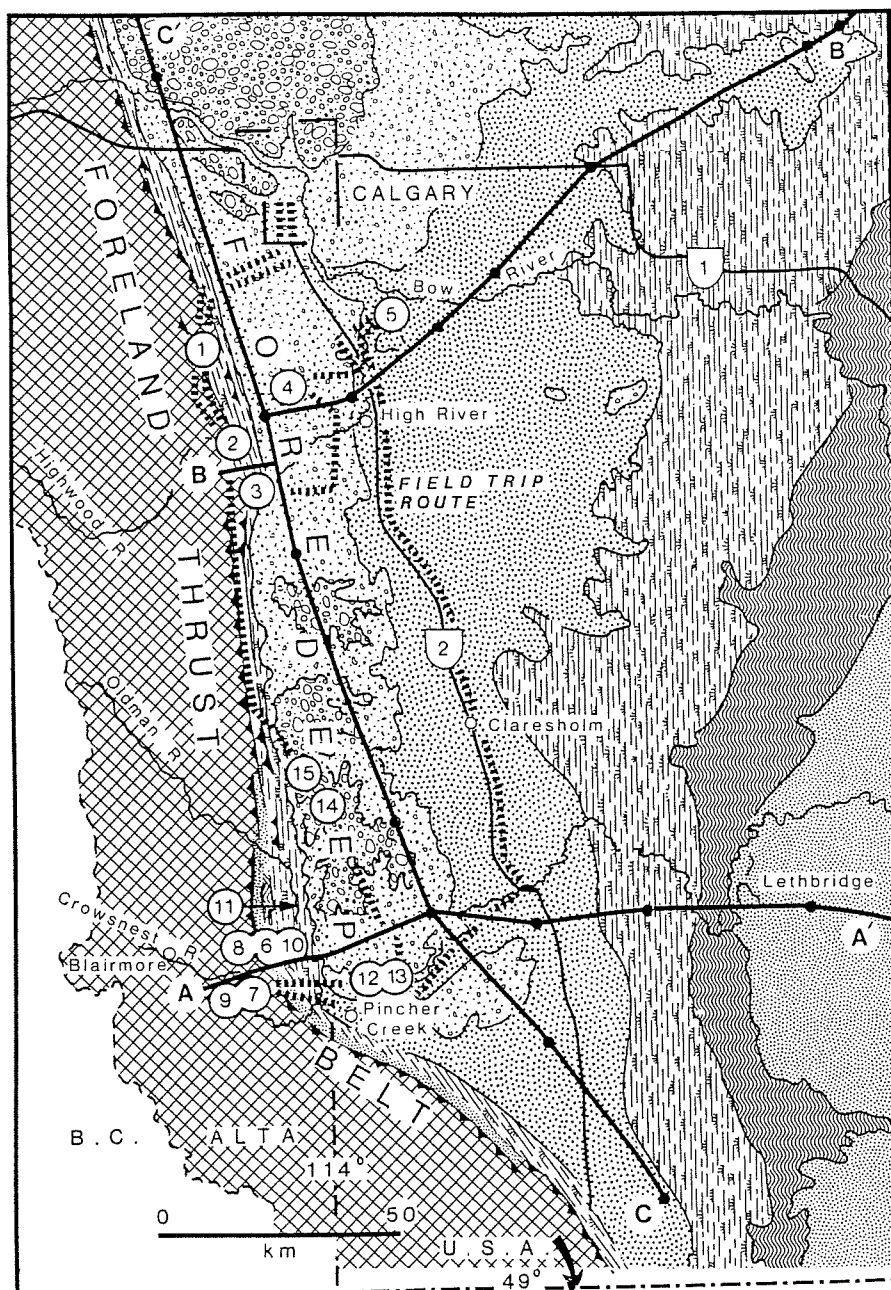 C'
B
CALGARY
FORELAND THRUST BELT
FOREDEEP
1
Bow River
5
1
4
High River
2
B
3
FIELD TRIP
ROUTE
Highwood R.
2
Claresholm
Oldman R.
15
14
11
Lethbridge
Crowsnest R.
8 6 10
A'
Blairmore
12 13
A
9 7
Pincher
Creek
B.C. ALTA
114°
0 50
km
C
U.S.A.
49°